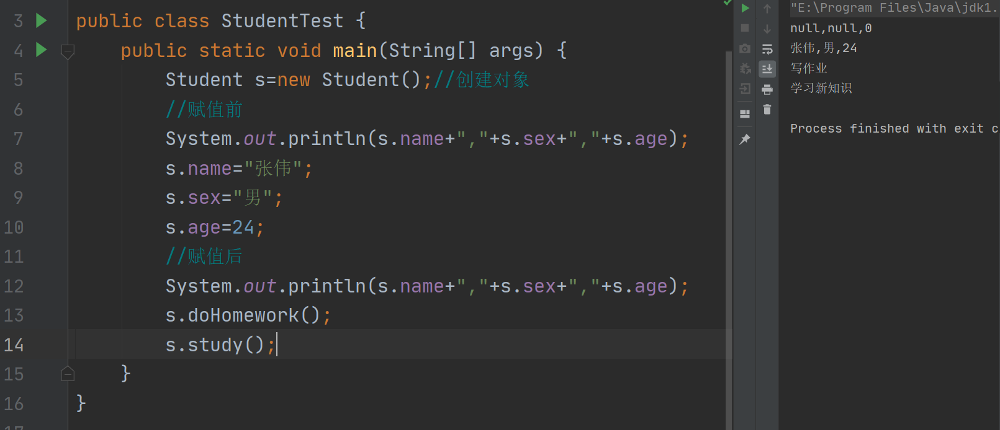 3 public class StudentTest {
4 public static void main(String[] args) {
5 Student s=new Student();//创建对象
6 //赋值前
7 System.out.println(s.name+","+s.sex+","+s.age);
8 s.name="张伟";
9 s.sex="男";
10 s.age=24;
11 //赋值后
12 System.out.println(s.name+","+s.sex+","+s.age);
13 s.doHomework();
14 s.study();
15 }
16 }
"E:\Program Files\Java\jdk1.
null,null,0
张伟,男,24
写作业
学习新知识
Process finished with exit c